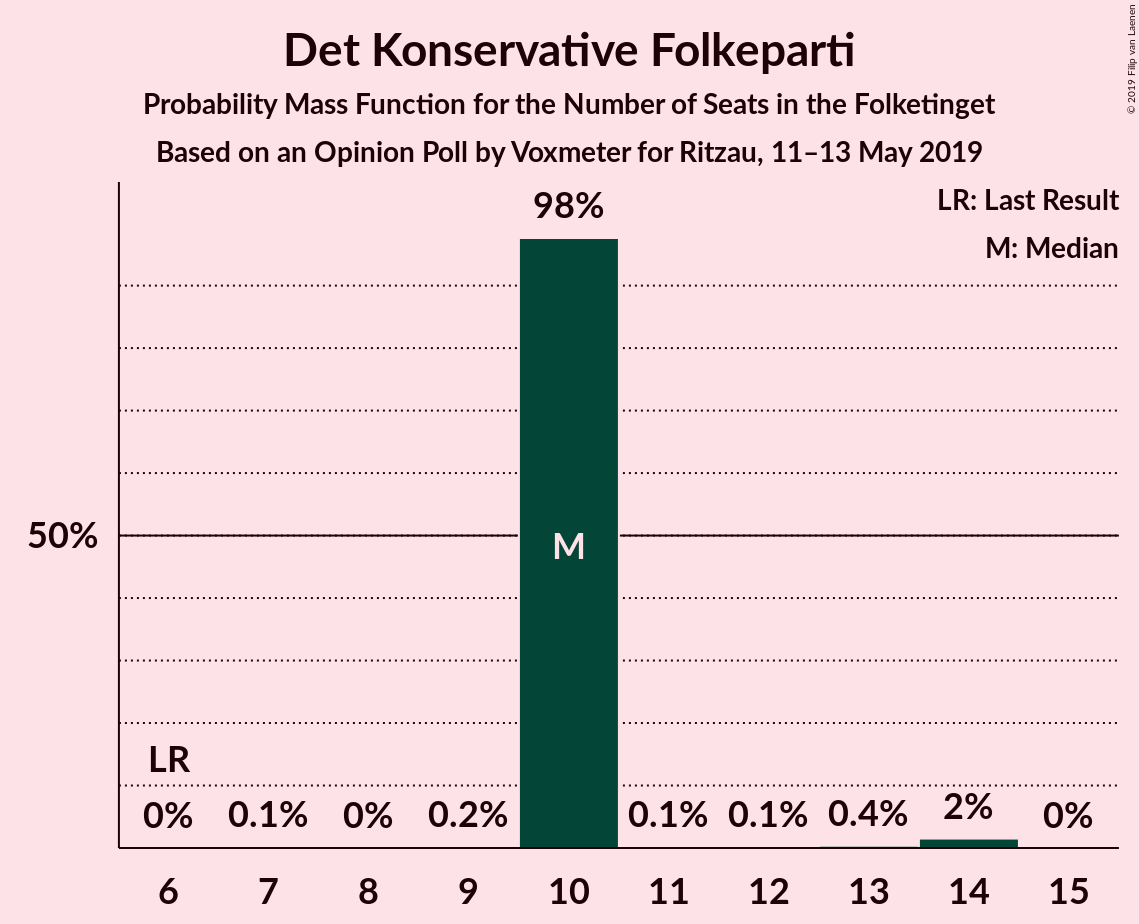 Det Konservative Folkeparti
Probability Mass Function for the Number of Seats in the Folketinget
Based on an Opinion Poll by Voxmeter for Ritzau, 11–13 May 2019
© 2019 Filip van Laenen
LR: Last Result
M: Median
98%
50%
M
LR
0% 0.1% 0% 0.2% 0.1% 0.1% 0.4% 2% 0%
6 7 8 9 10 11 12 13 14 15